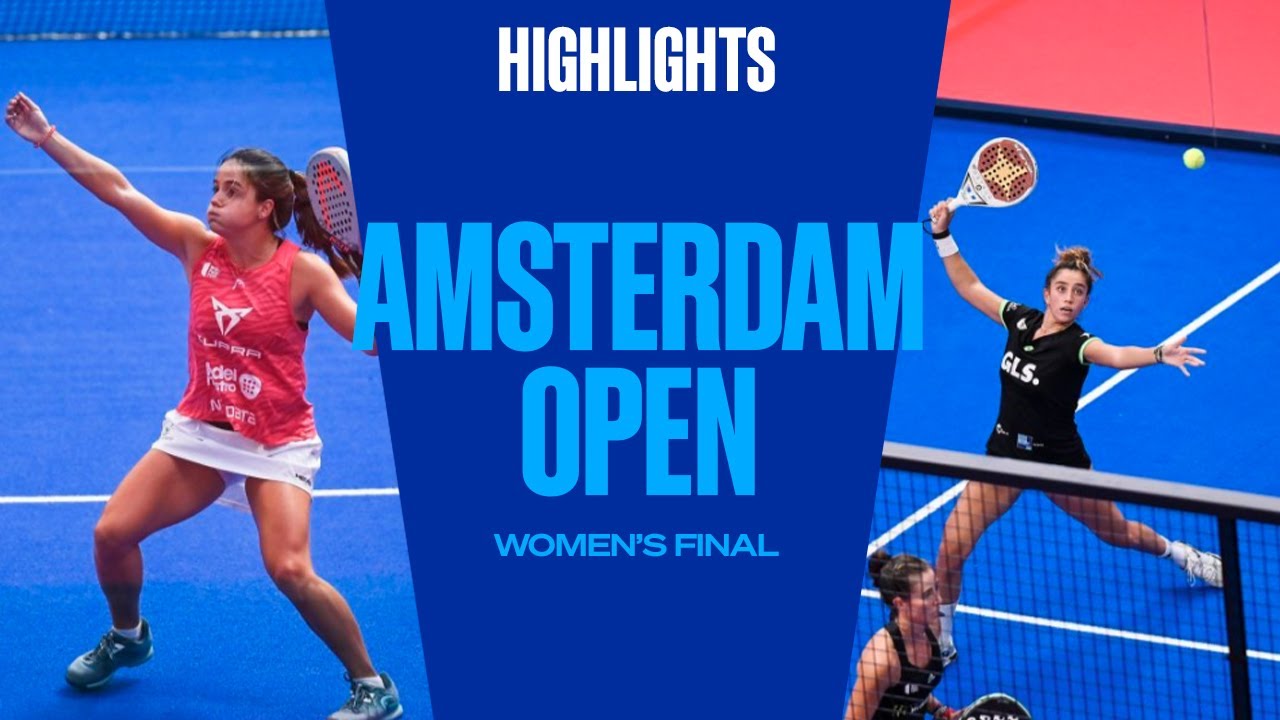 HIGHLIGHTS
AMSTERDAM
OPEN
WOMEN'S FINAL
CUPRA
GLS.